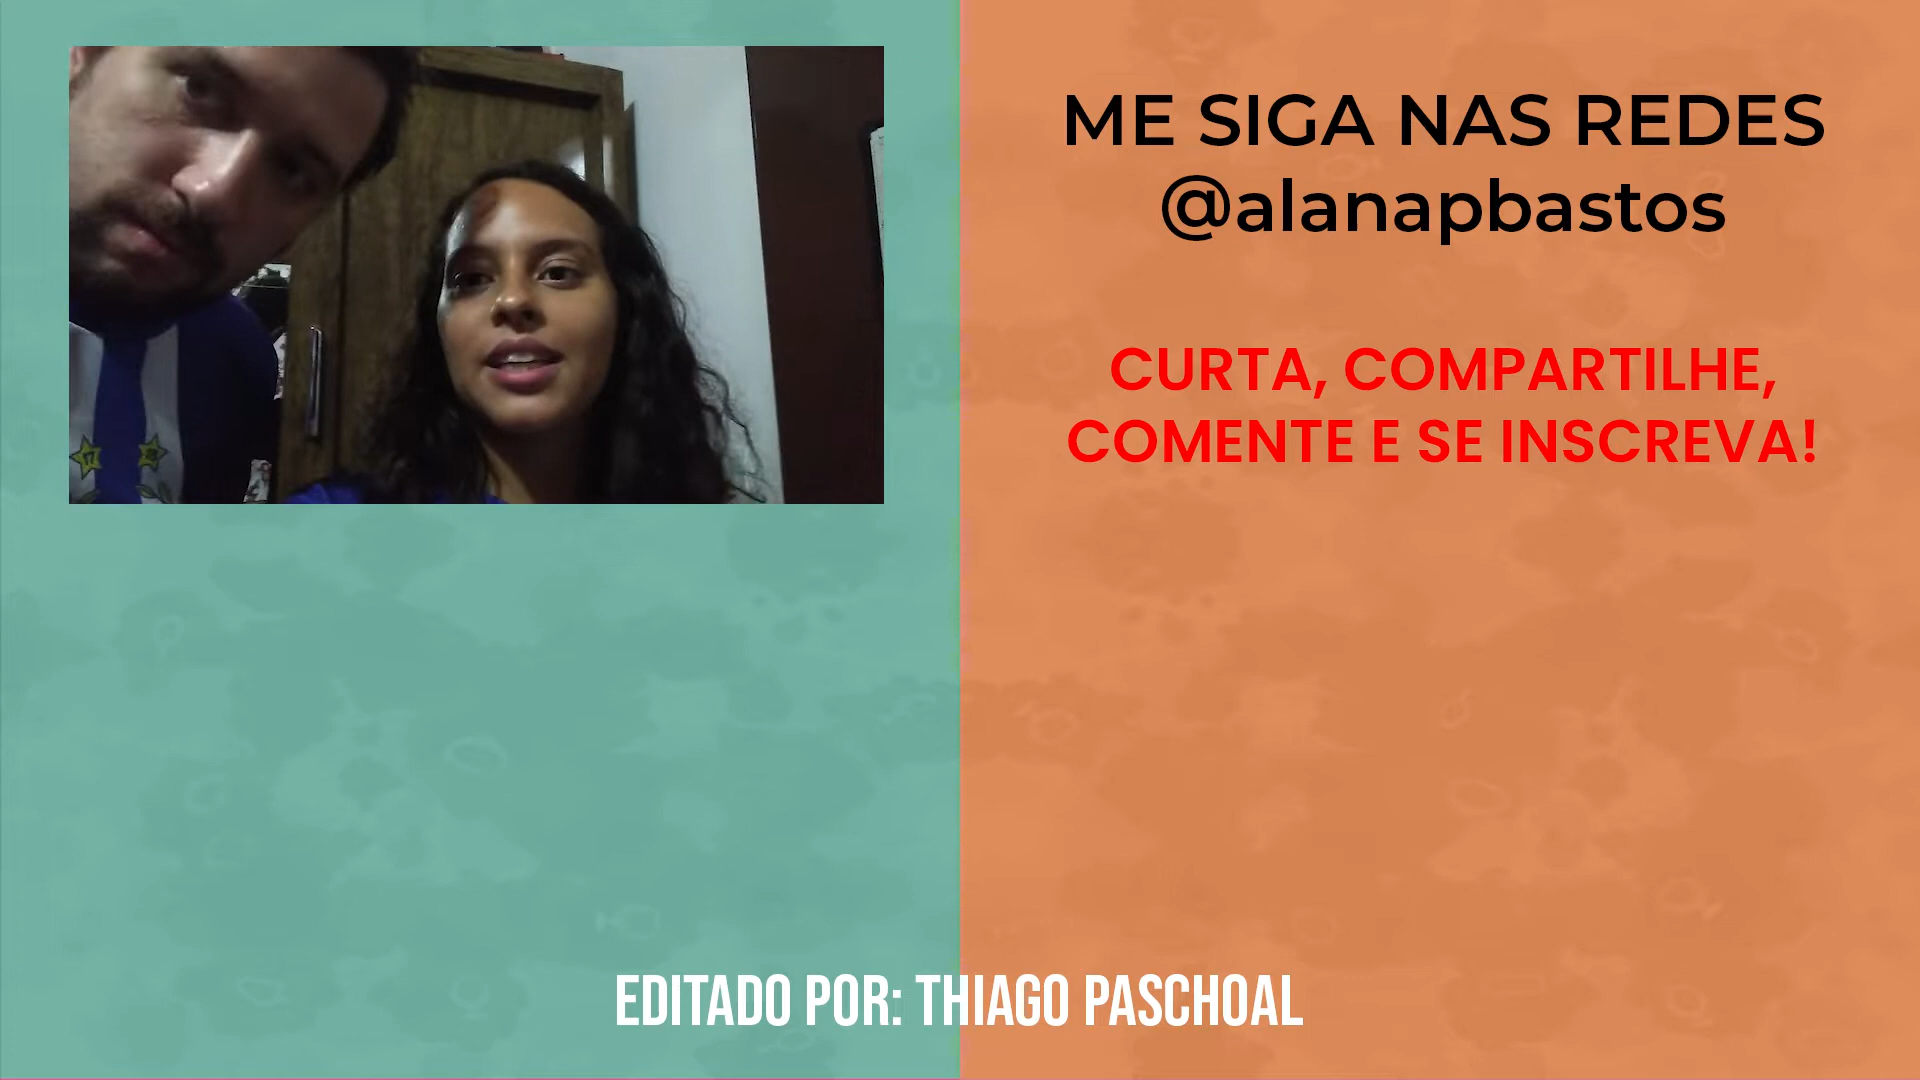 ME SIGA NAS REDES
@alanapbastos
CURTA, COMPARTILHE,
COMENTE E SE INSCREVA!
EDITADO POR: THIAGO PASCHOAL